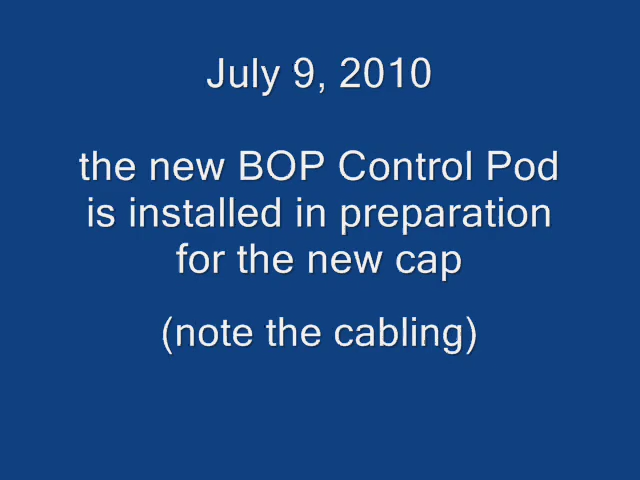 July 9, 2010
the new BOP Control Pod
is installed in preparation
for the new cap
(note the cabling)